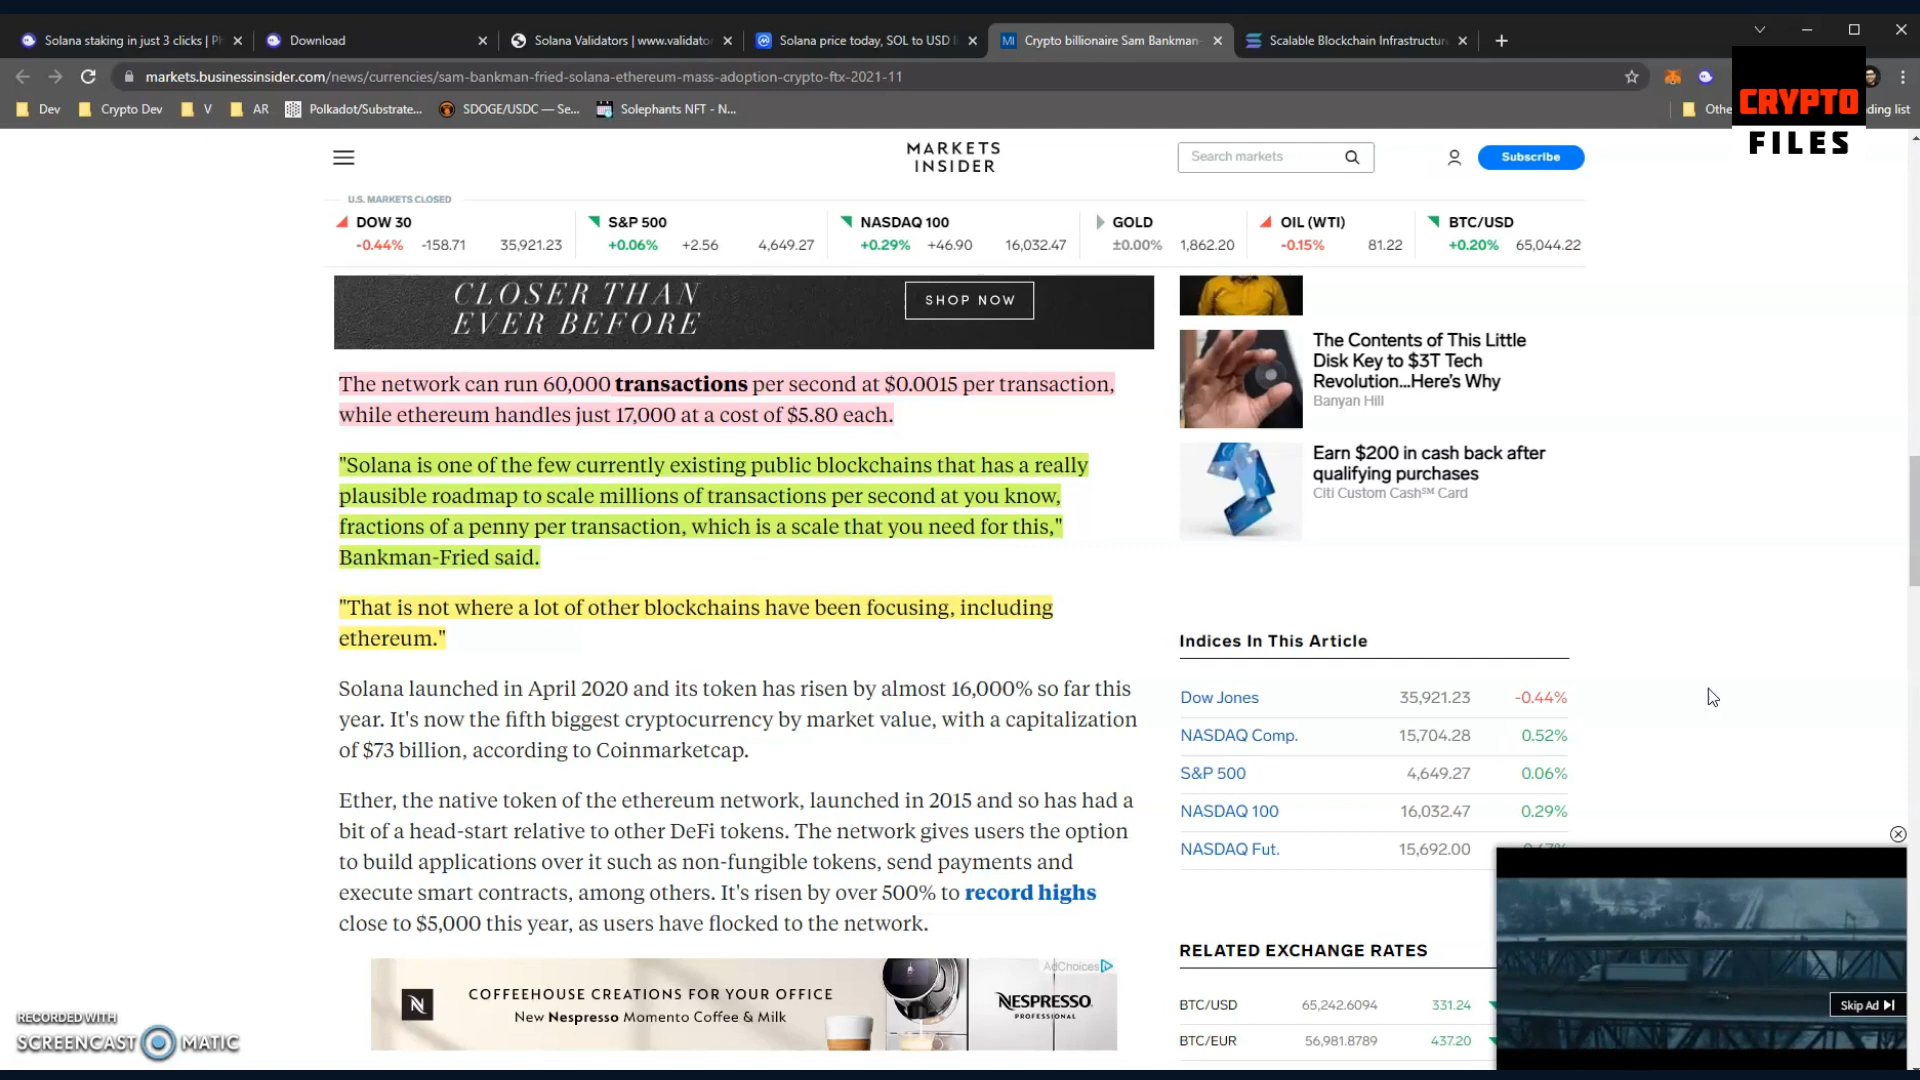 Solana staking in just 3 clicks | P
Download
Solana Validators | www.validato
Solana price today, SOL to USD l
Crypto billionaire Sam Bankman-
Scalable Blockchain Infrastructur
markets.businessinsider.com/news/currencies/sam-bankman-fried-solana-ethereum-mass-adoption-crypto-ftx-2021-11
Dev
Crypto Dev
V
AR
Polkadot/Substrate...
SDOGE/USDC — Se...
Solephants NFT - N...
Othe
ding list
CRYPTO
FILES
MARKETS
INSIDER
Search markets
Subscribe
U.S. MARKETS CLOSED
DOW 30
-0.44% -158.71 35,921.23
S&P 500
+0.06% +2.56 4,649.27
NASDAQ 100
+0.29% +46.90 16,032.47
GOLD
±0.00% 1,862.20
OIL (WTI)
-0.15% 81.22
BTC/USD
+0.20% 65,044.22
CLOSER THAN
EVER BEFORE
SHOP NOW
The network can run 60,000 transactions per second at $0.0015 per transaction,
while ethereum handles just 17,000 at a cost of $5.80 each.
"Solana is one of the few currently existing public blockchains that has a really
plausible roadmap to scale millions of transactions per second at you know,
fractions of a penny per transaction, which is a scale that you need for this,"
Bankman-Fried said.
"That is not where a lot of other blockchains have been focusing, including
ethereum."
Solana launched in April 2020 and its token has risen by almost 16,000% so far this
year. It's now the fifth biggest cryptocurrency by market value, with a capitalization
of $73 billion, according to Coinmarketcap.
Ether, the native token of the ethereum network, launched in 2015 and so has had a
bit of a head-start relative to other DeFi tokens. The network gives users the option
to build applications over it such as non-fungible tokens, send payments and
execute smart contracts, among others. It's risen by over 500% to record highs
close to $5,000 this year, as users have flocked to the network.
AdChoices
COFFEEHOUSE CREATIONS FOR YOUR OFFICE
New Nespresso Momento Coffee & Milk
NESPRESSO
PROFESSIONAL
The Contents of This Little
Disk Key to $3T Tech
Revolution...Here's Why
Banyan Hill
Earn $200 in cash back after
qualifying purchases
Citi Custom Cash℠ Card
Indices In This Article
Dow Jones 35,921.23 -0.44%
NASDAQ Comp. 15,704.28 0.52%
S&P 500 4,649.27 0.06%
NASDAQ 100 16,032.47 0.29%
NASDAQ Fut. 15,692.00
RELATED EXCHANGE RATES
BTC/USD 65,242.6094 331.24
BTC/EUR 56,981.8789 437.20
Skip Ad
RECORDED WITH
SCREENCAST MATIC